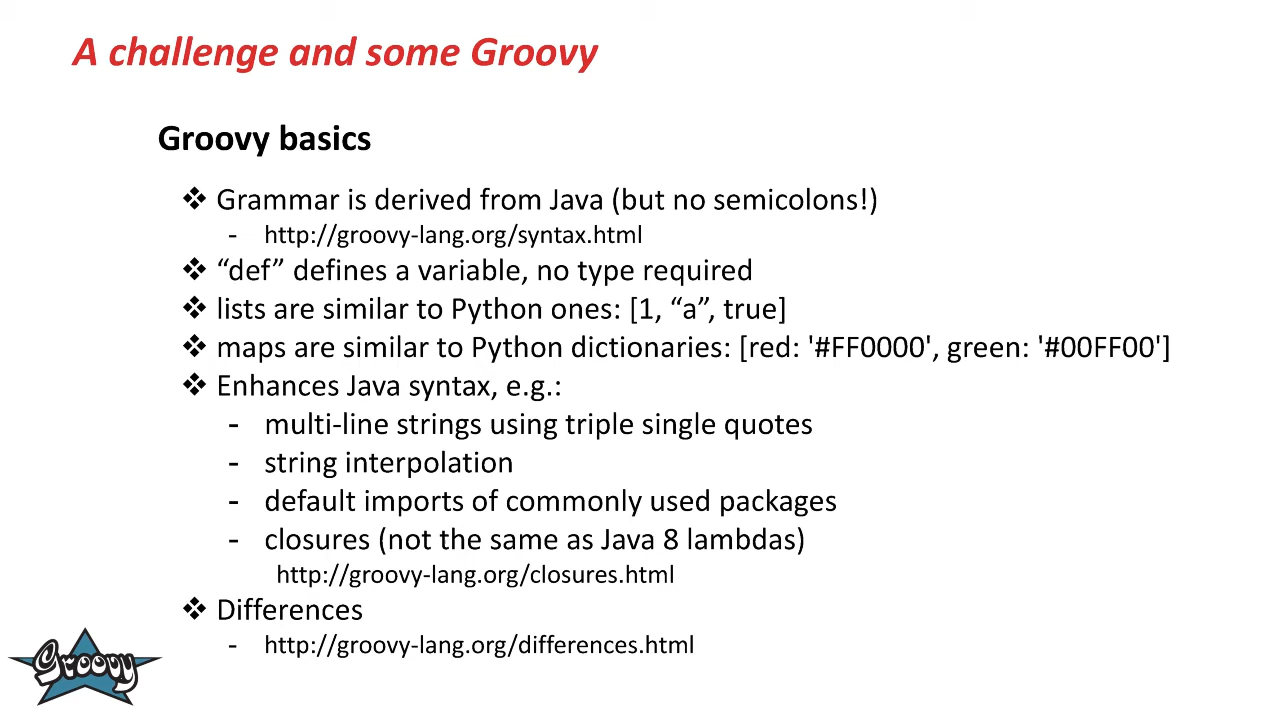 A challenge and some Groovy
Groovy basics
❖ Grammar is derived from Java (but no semicolons!)
- http://groovy-lang.org/syntax.html
❖ “def” defines a variable, no type required
❖ lists are similar to Python ones: [1, “a”, true]
❖ maps are similar to Python dictionaries: [red: '#FF0000', green: '#00FF00']
❖ Enhances Java syntax, e.g.:
- multi-line strings using triple single quotes
- string interpolation
- default imports of commonly used packages
- closures (not the same as Java 8 lambdas)
http://groovy-lang.org/closures.html
❖ Differences
- http://groovy-lang.org/differences.html
Groovy